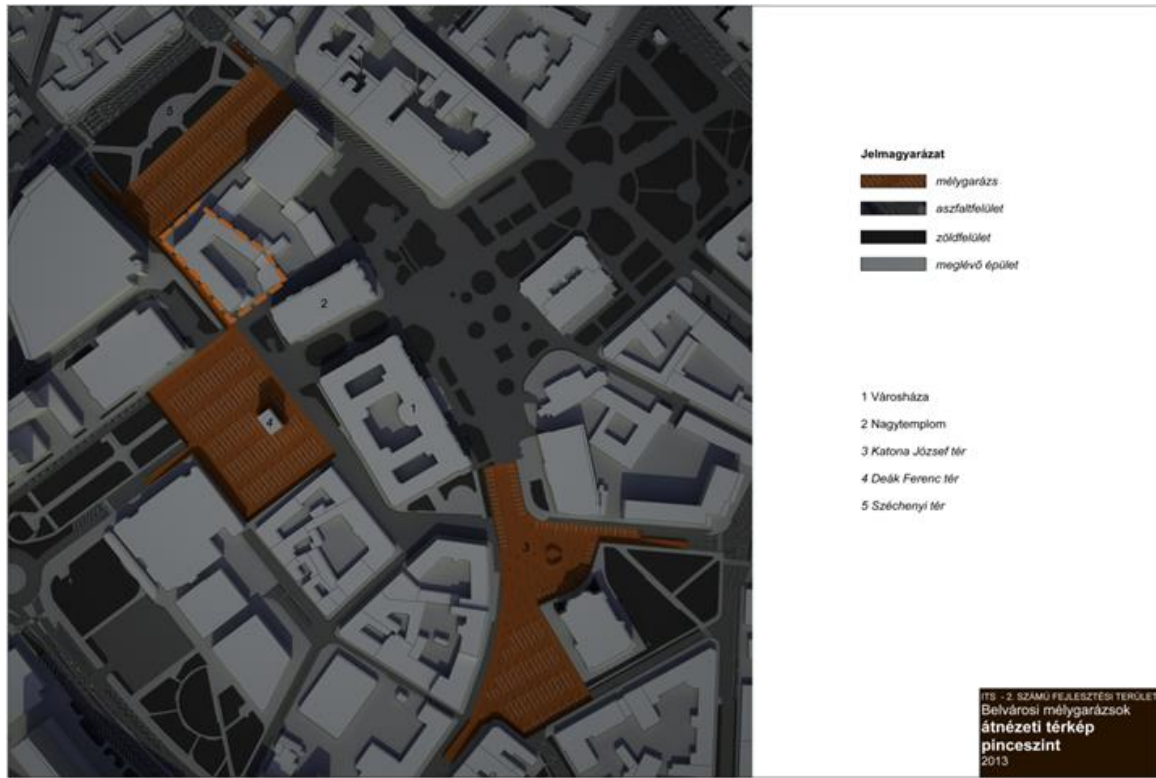 5
2
1
4
3
Jelmagyarázat
mélygarázs
aszfaltfelület
zöldfelület
meglévő épület
1 Városháza
2 Nagytemplom
3 Katona József tér
4 Deák Ferenc tér
5 Széchenyi tér
ITS - 2. SZÁMÚ FEJLESZTÉSI TERÜLET
Belvárosi mélygarázsok
átnézeti térkép
pinceszint
2013